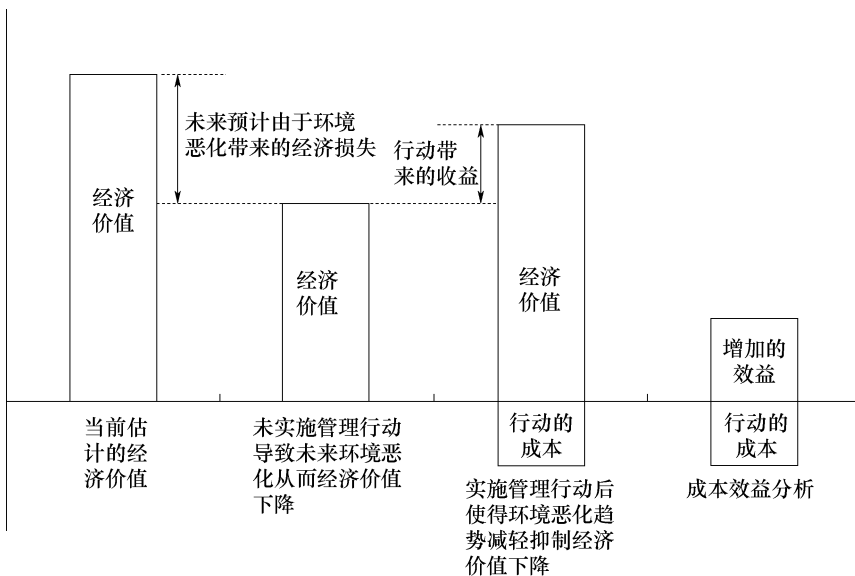 未来预计由于环境
恶化带来的经济损失
行动带
来的收益
经济
价值
经济
价值
经济
价值
增加的
效益
行动的
成本
行动的
成本
当前估
计的经
济价值
未实施管理行动
导致未来环境恶
化从而经济价值
下降
实施管理行动后
使得环境恶化趋
势减轻抑制经济
价值下降
成本效益分析